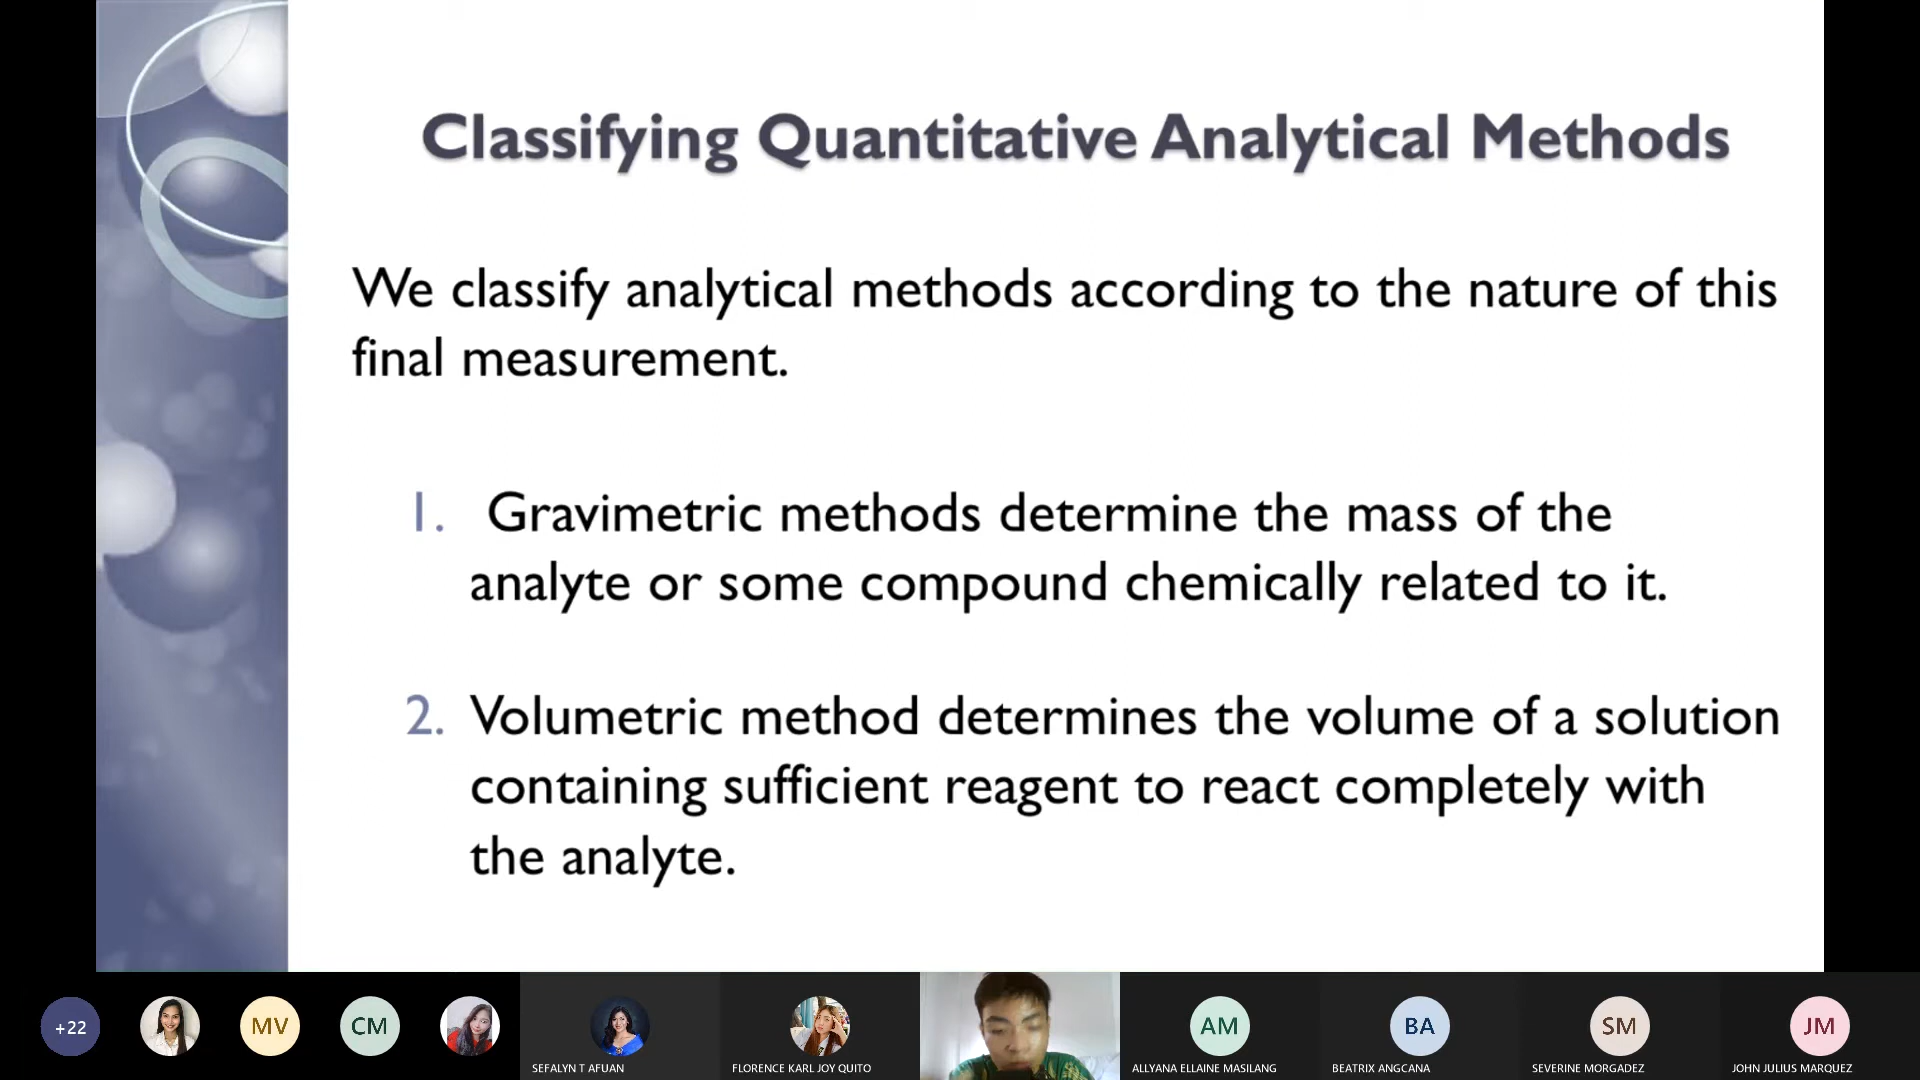 Classifying Quantitative Analytical Methods
We classify analytical methods according to the nature of this
final measurement.
1. Gravimetric methods determine the mass of the
analyte or some compound chemically related to it.
2. Volumetric method determines the volume of a solution
containing sufficient reagent to react completely with
the analyte.
+22
MV
CM
SEFALYN T AFUAN
FLORENCE KARL JOY QUITO
AM
ALLYANA ELLAINE MASILANG
BA
BEATRIX ANGCANA
SM
SEVERINE MORGADEZ
JM
JOHN JULIUS MARQUEZ